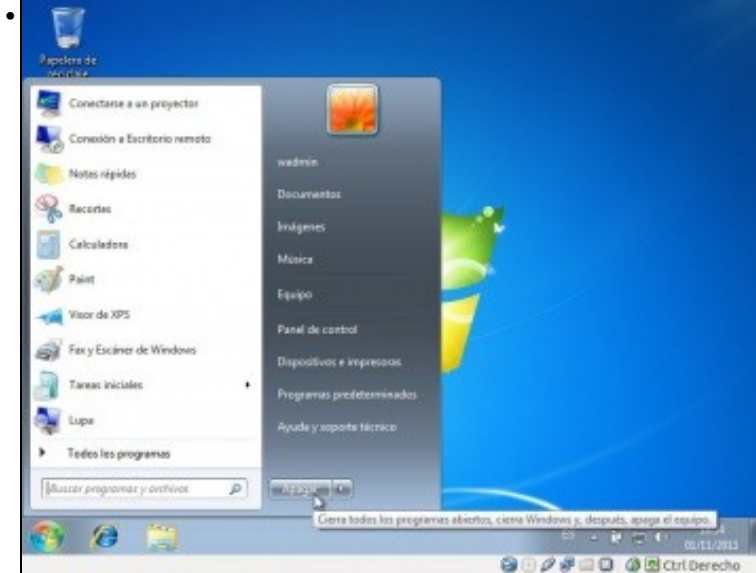 Papelera de
reciclaje
Conectarse a un proyector
Conexión a Escritorio remoto
Notas rápidas
Recortes
Calculadora
Paint
Visor de XPS
Fax y Escáner de Windows
Tareas iniciales
Lupa
Todos los programas
Buscar programas y archivos
wadmin
Documentos
Imágenes
Música
Equipo
Panel de control
Dispositivos e impresoras
Programas predeterminados
Ayuda y soporte técnico
Apagar
Cierra todos los programas abiertos, cierra Windows y, después, apaga el equipo.
ES
01/11/2011
Ctrl Derecho